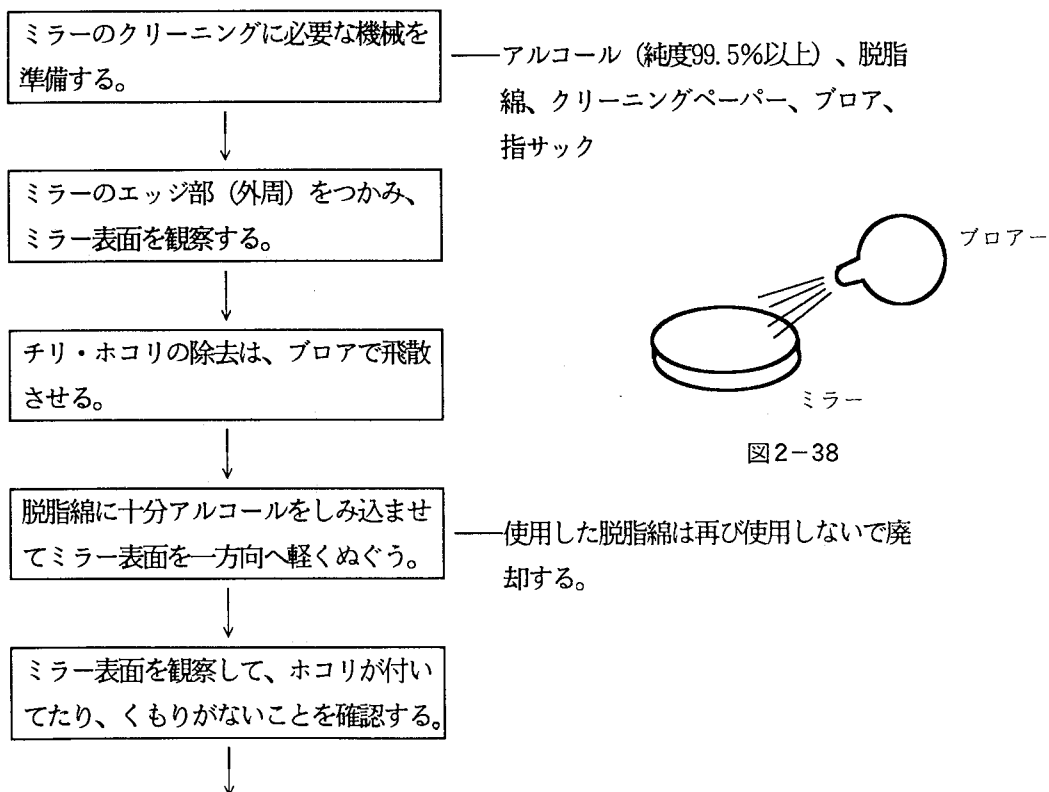 ミラーのクリーニングに必要な機械を
準備する。
アルコール（純度99.5%以上）、脱脂
綿、クリーニングペーパー、ブロア、
指サック
ミラーのエッジ部（外周）をつかみ、
ミラー表面を観察する。
ブロアー
ミラー
図2-38
チリ・ホコリの除去は、ブロアで飛散
させる。
脱脂綿に十分アルコールをしみ込ませ
てミラー表面を一方向へ軽くぬぐう。
使用した脱脂綿は再び使用しないで廃
却する。
ミラー表面を観察して、ホコリが付い
てたり、くもりがないことを確認する。